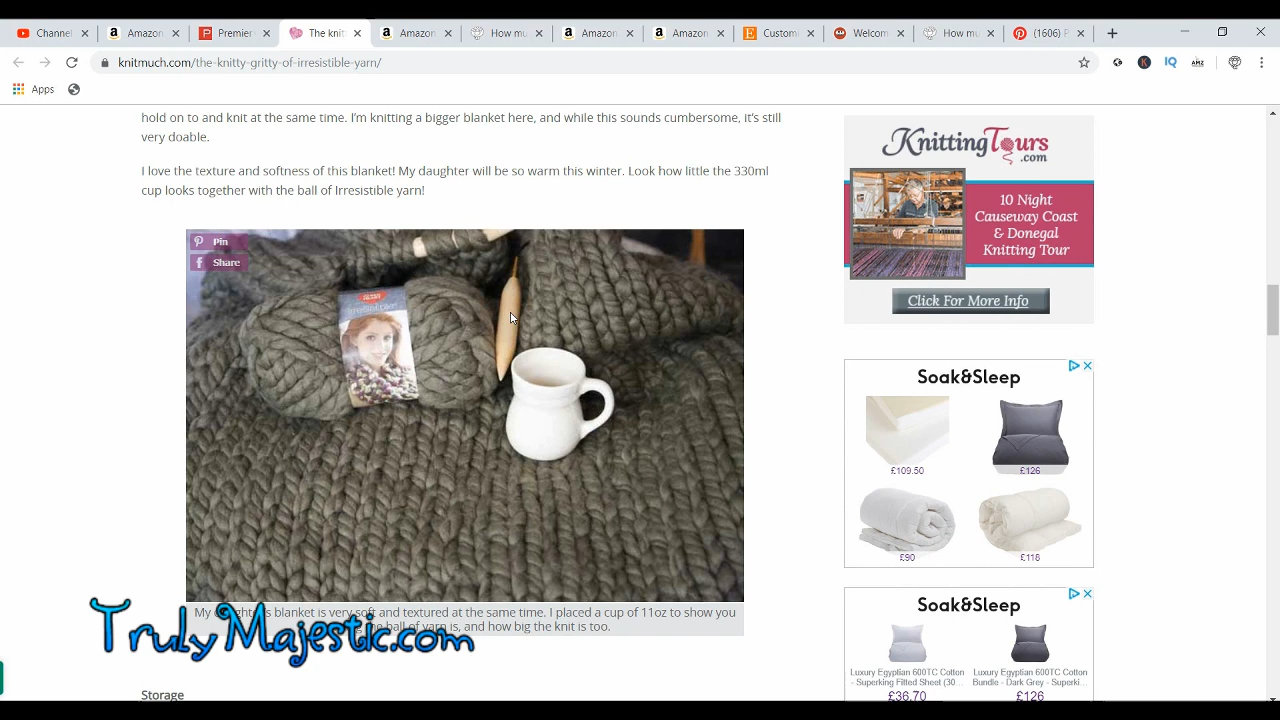 Channel
Amazon
Premier
The knit
Amazon
How mu
Amazon
Amazon
Custom
Welcom
How mu
(1606) P
knitmuch.com/the-knitty-gritty-of-irresistible-yarn/
IQ
AMZ
Apps
hold on to and knit at the same time. I'm knitting a bigger blanket here, and while this sounds cumbersome, it's still
very doable.
I love the texture and softness of this blanket! My daughter will be so warm this winter. Look how little the 330ml
cup looks together with the ball of Irresistible yarn!
Pin
Share
My daughter's blanket is very soft and textured at the same time. I placed a cup of 11oz to show you
the ball of yarn is, and how big the knit is too.
TrulyMajestic.com
Storage
KnittingTours
.com
10 Night
Causeway Coast
& Donegal
Knitting Tour
Click For More Info
Soak&Sleep
£109.50
£126
£90
£118
Soak&Sleep
Luxury Egyptian 600TC Cotton
- Superking Fitted Sheet (30...
£36.70
Luxury Egyptian 600TC Cotton
Bundle - Dark Grey - Superki...
£126